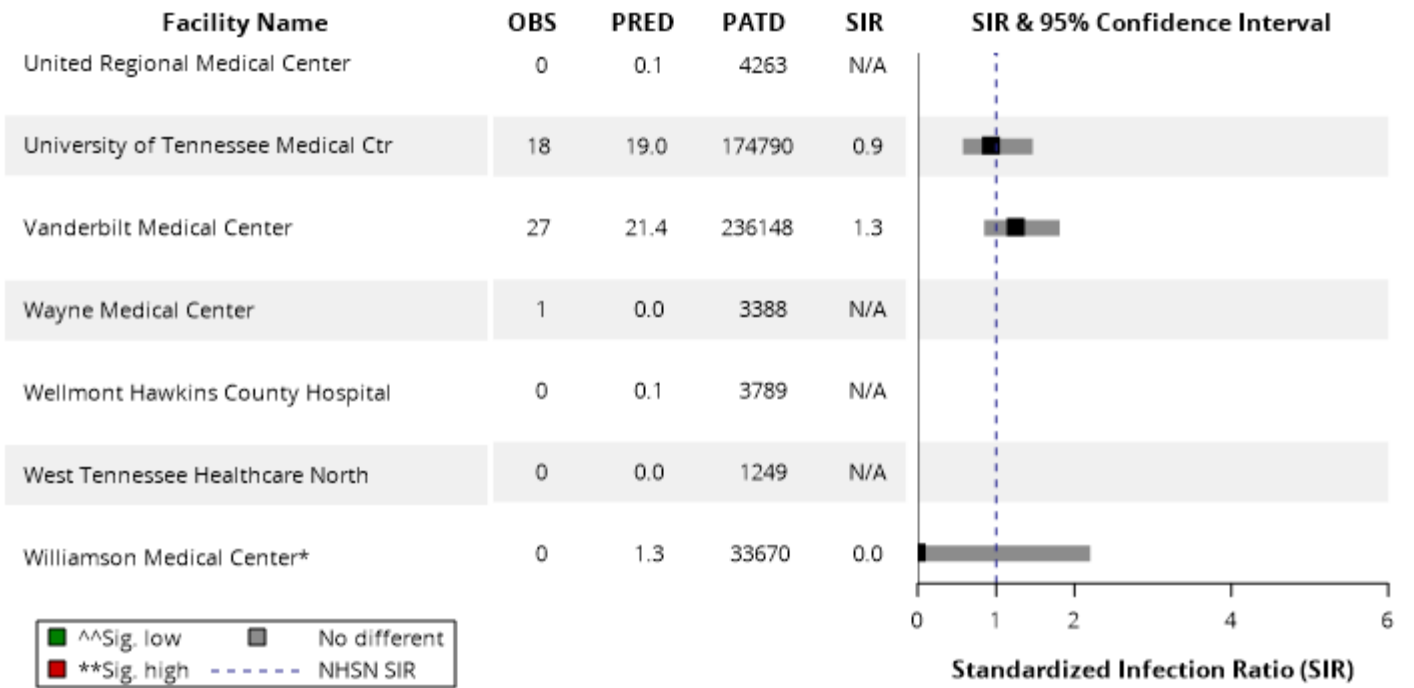 Facility Name OBS PRED PATD SIR SIR & 95% Confidence Interval
United Regional Medical Center 0 0.1 4263 N/A
University of Tennessee Medical Ctr 18 19.0 174790 0.9
Vanderbilt Medical Center 27 21.4 236148 1.3
Wayne Medical Center 1 0.0 3388 N/A
Wellmont Hawkins County Hospital 0 0.1 3789 N/A
West Tennessee Healthcare North 0 0.0 1249 N/A
Williamson Medical Center* 0 1.3 33670 0.0
0 1 2 4 6
^^Sig. low No different
**Sig. high NHSN SIR
Standardized Infection Ratio (SIR)